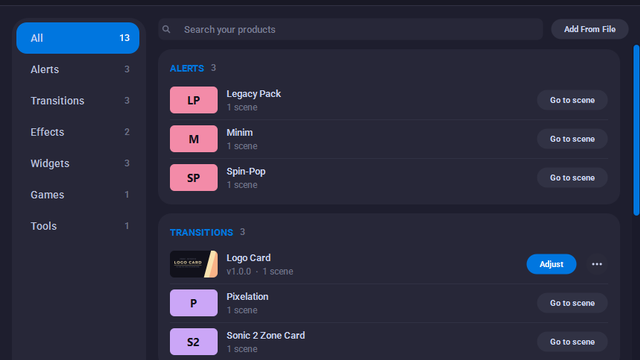 All 13
Alerts 3
Transitions 3
Effects 2
Widgets 3
Games 1
Tools 1
Search your products
Add From File
ALERTS 3
LP
Legacy Pack
1 scene
Go to scene
M
Minim
1 scene
Go to scene
SP
Spin-Pop
1 scene
Go to scene
TRANSITIONS 3
LOGO CARD
Logo Card
v1.0.0 · 1 scene
Adjust
P
Pixelation
1 scene
Go to scene
S2
Sonic 2 Zone Card
1 scene
Go to scene